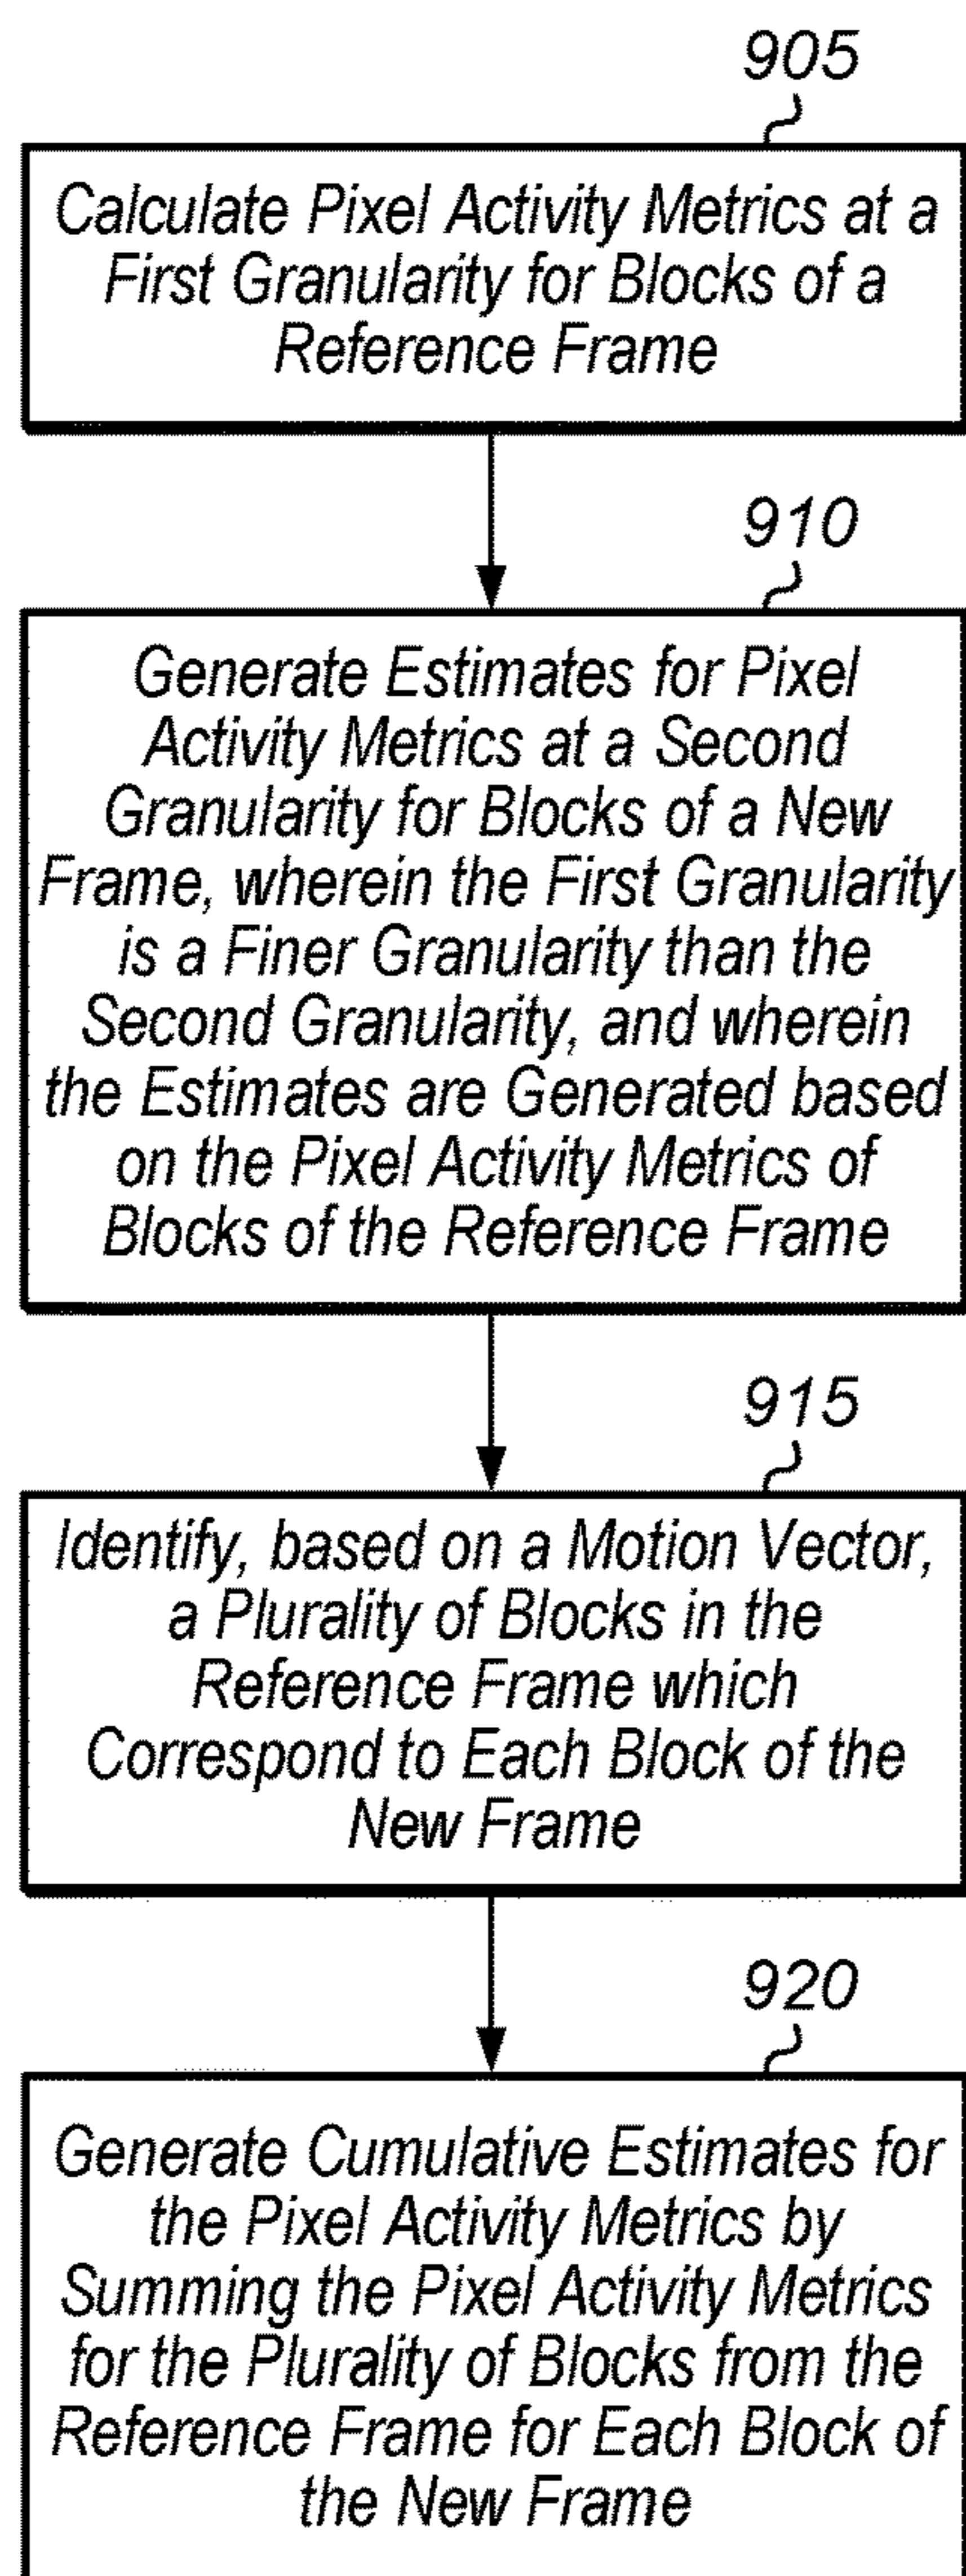 905
Calculate Pixel Activity Metrics at a
First Granularity for Blocks of a
Reference Frame
910
Generate Estimates for Pixel
Activity Metrics at a Second
Granularity for Blocks of a New
Frame, wherein the First Granularity
is a Finer Granularity than the
Second Granularity, and wherein
the Estimates are Generated based
on the Pixel Activity Metrics of
Blocks of the Reference Frame
915
Identify, based on a Motion Vector,
a Plurality of Blocks in the
Reference Frame which
Correspond to Each Block of the
New Frame
920
Generate Cumulative Estimates for
the Pixel Activity Metrics by
Summing the Pixel Activity Metrics
for the Plurality of Blocks from the
Reference Frame for Each Block of
the New Frame